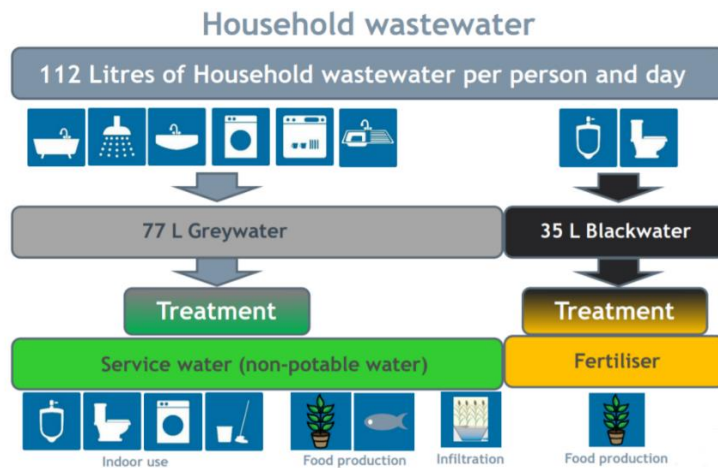 Household wastewater
112 Litres of Household wastewater per person and day
77 L Greywater
35 L Blackwater
Treatment
Treatment
Service water (non-potable water)
Fertiliser
Indoor use
Food production
Infiltration
Food production